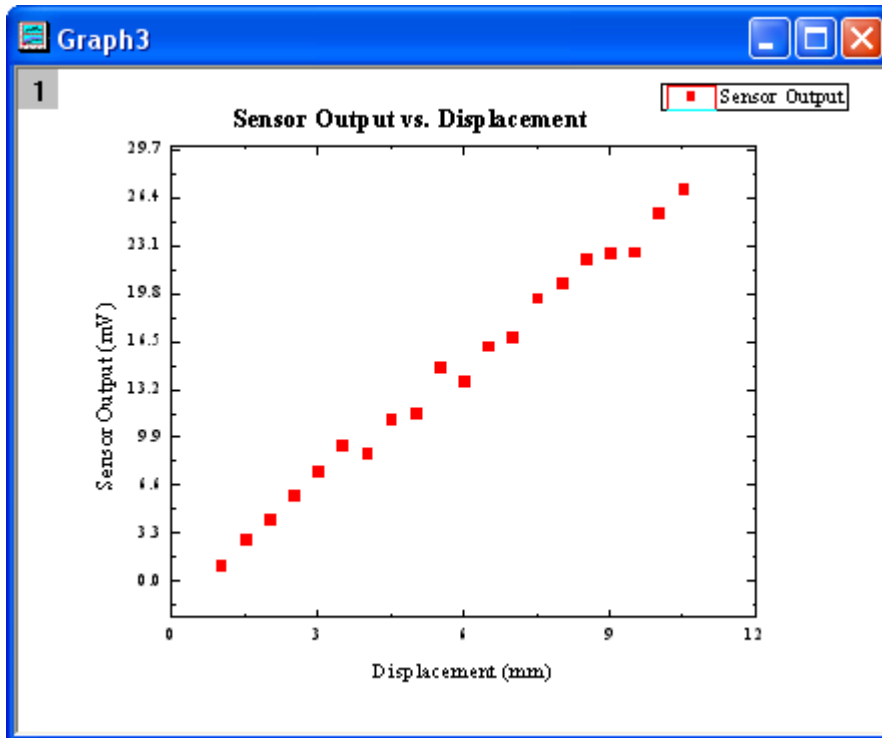 Graph3
1
Sensor Output
Sensor Output vs. Displacement
29.7
26.4
23.1
19.8
16.5
13.2
9.9
6.6
3.3
0.0
Sensor Output (mV)
0 3 6 9 12
Displacement (mm)